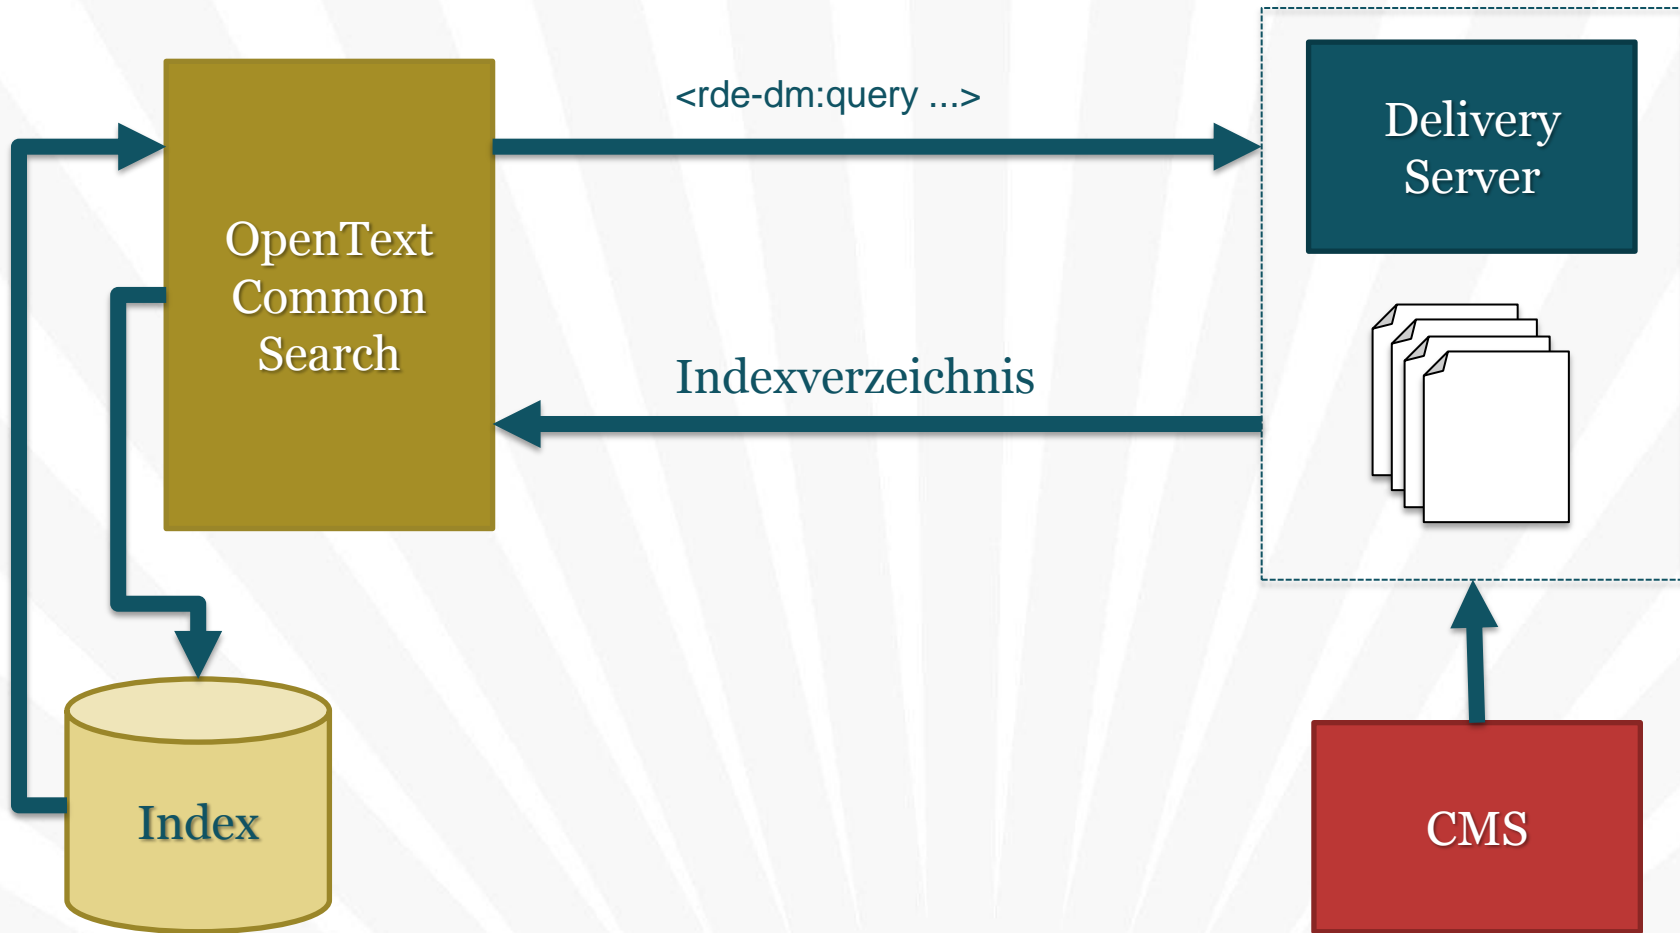 <rde-dm:query ...>
Delivery
Server
OpenText
Common
Search
Indexverzeichnis
Index
CMS